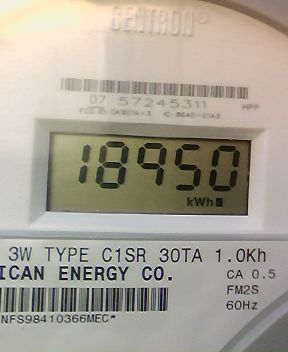 CENTRON®
07 57245311 HPP
18950
kWh
3W TYPE C1SR 30TA 1.0Kh
ICAN ENERGY CO. CA 0.5
FM2S
60Hz
NFS98410366MEC*